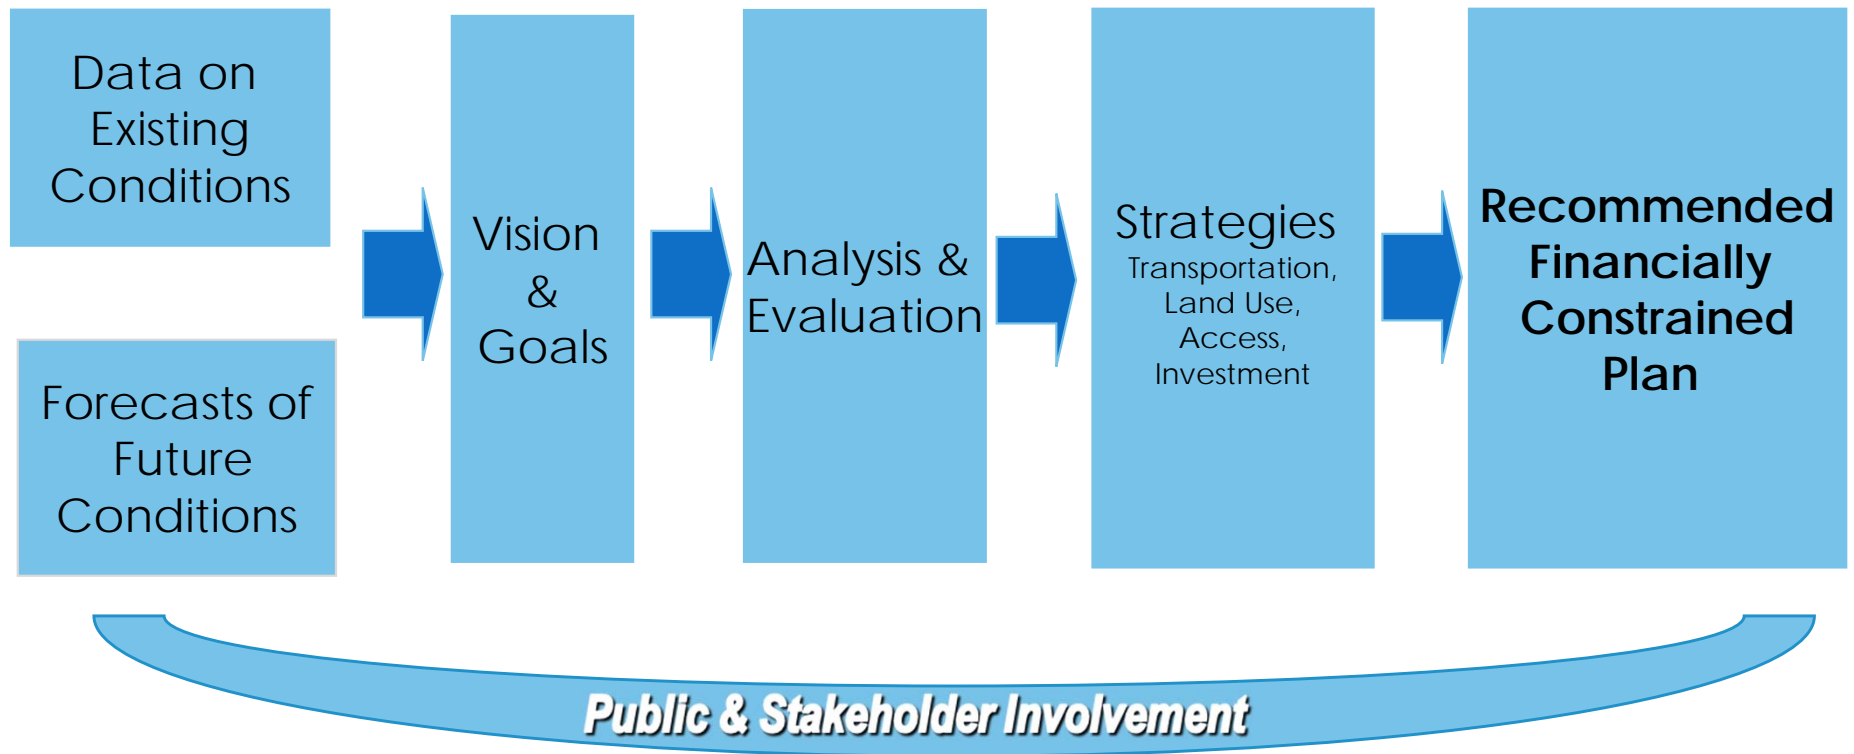 Data on
Existing
Conditions
Forecasts of
Future
Conditions
Vision
&
Goals
Analysis &
Evaluation
Strategies
Transportation,
Land Use,
Access,
Investment
Recommended
Financially
Constrained
Plan
Public & Stakeholder Involvement